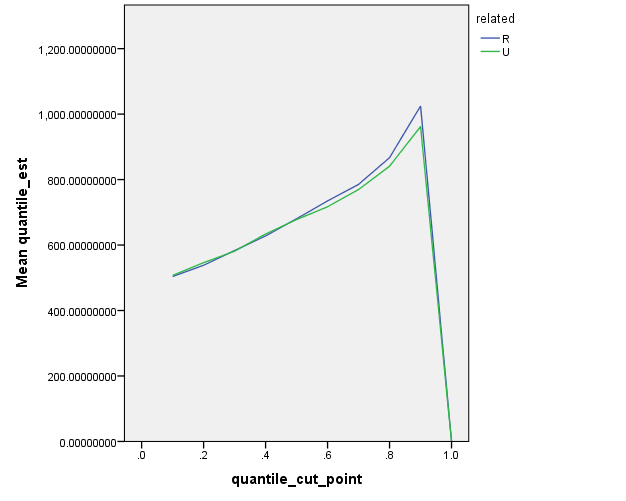 related
R
U
1,200.00000000
1,000.00000000
800.00000000
600.00000000
400.00000000
200.00000000
0.00000000
Mean quantile_est
.0 .2 .4 .6 .8 1.0
quantile_cut_point